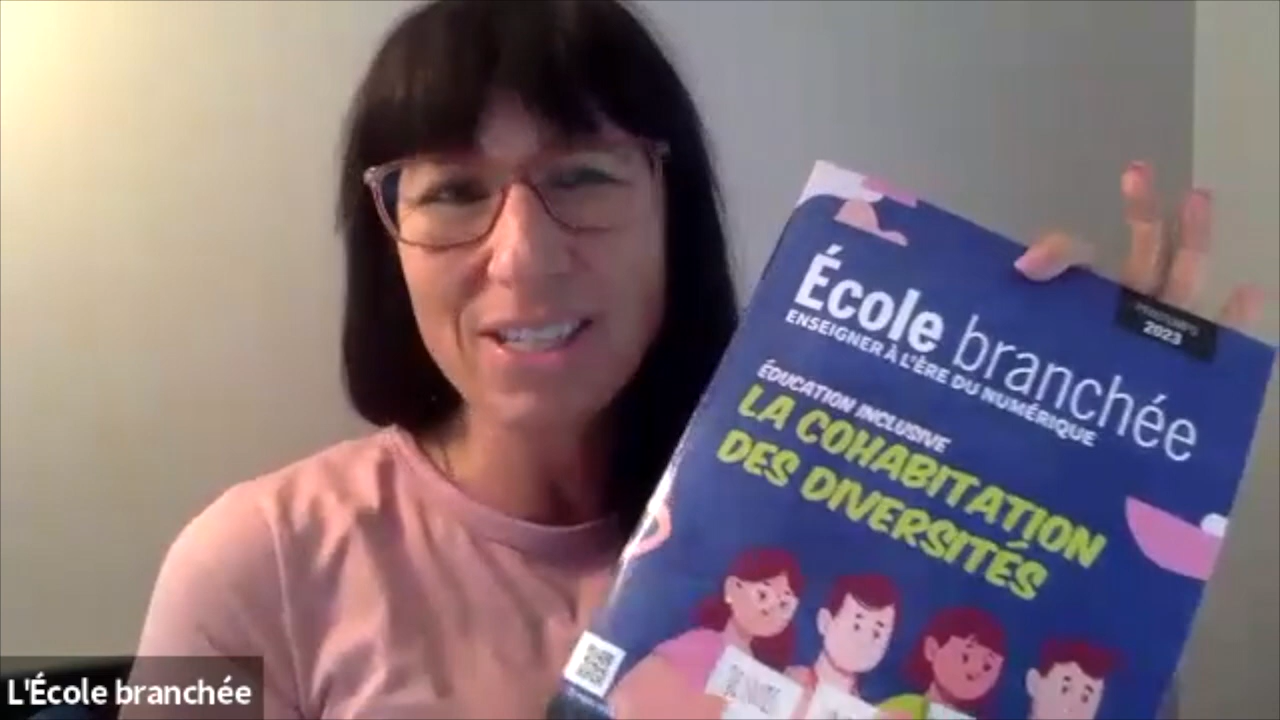 École branchée
ENSEIGNER À L'ÈRE DU NUMÉRIQUE
2023
ÉDUCATION INCLUSIVE
LA COHABITATION
DES DIVERSITÉS
L'École branchée